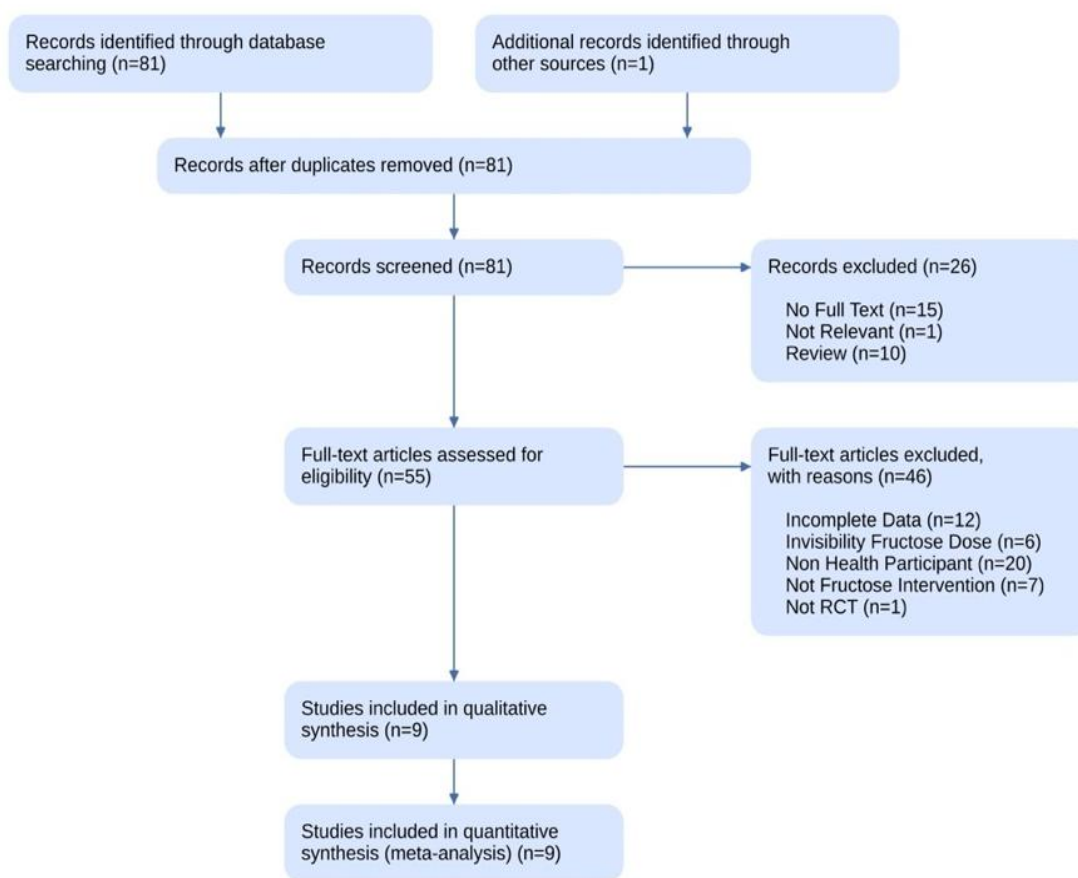 Records identified through database
searching (n=81)
Additional records identified through
other sources (n=1)
Records after duplicates removed (n=81)
Records screened (n=81)
Records excluded (n=26)
No Full Text (n=15)
Not Relevant (n=1)
Review (n=10)
Full-text articles assessed for
eligibility (n=55)
Full-text articles excluded,
with reasons (n=46)
Incomplete Data (n=12)
Invisibility Fructose Dose (n=6)
Non Health Participant (n=20)
Not Fructose Intervention (n=7)
Not RCT (n=1)
Studies included in qualitative
synthesis (n=9)
Studies included in quantitative
synthesis (meta-analysis) (n=9)